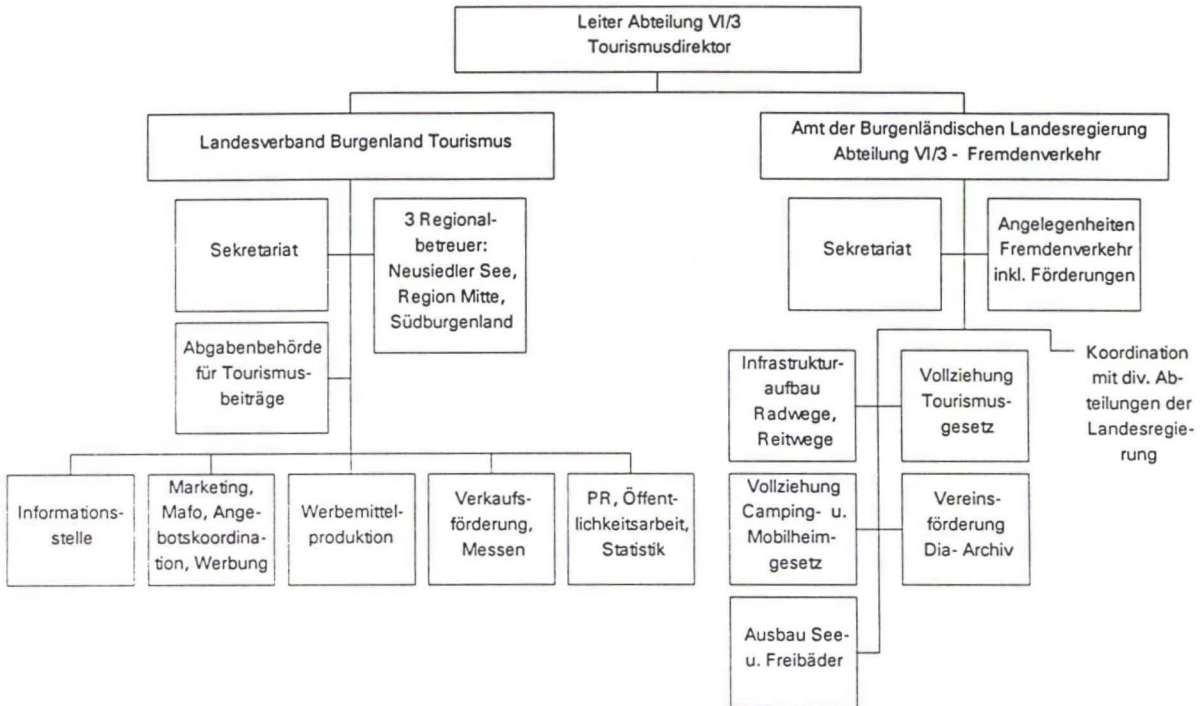 Leiter Abteilung VI/3
Tourismusdirektor
Landesverband Burgenland Tourismus
Amt der Burgenländischen Landesregierung
Abteilung VI/3 - Fremdenverkehr
Sekretariat
3 Regional-
betreuer:
Neusiedler See,
Region Mitte,
Südburgenland
Abgabenbehörde
für Tourismus-
beiträge
Informations-
stelle
Marketing,
Mafo, Ange-
botskoordina-
tion, Werbung
Werbemittel-
produktion
Verkaufs-
förderung,
Messen
PR, Öffent-
lichkeitsarbeit,
Statistik
Sekretariat
Angelegenheiten
Fremdenverkehr
inkl. Förderungen
Infrastruktur-
aufbau
Radwege,
Reitwege
Vollziehung
Tourismus-
gesetz
Koordination
mit div. Ab-
teilungen der
Landesregie-
rung
Vollziehung
Camping- u.
Mobilheim-
gesetz
Vereins-
förderung
Dia- Archiv
Ausbau See-
u. Freibäder